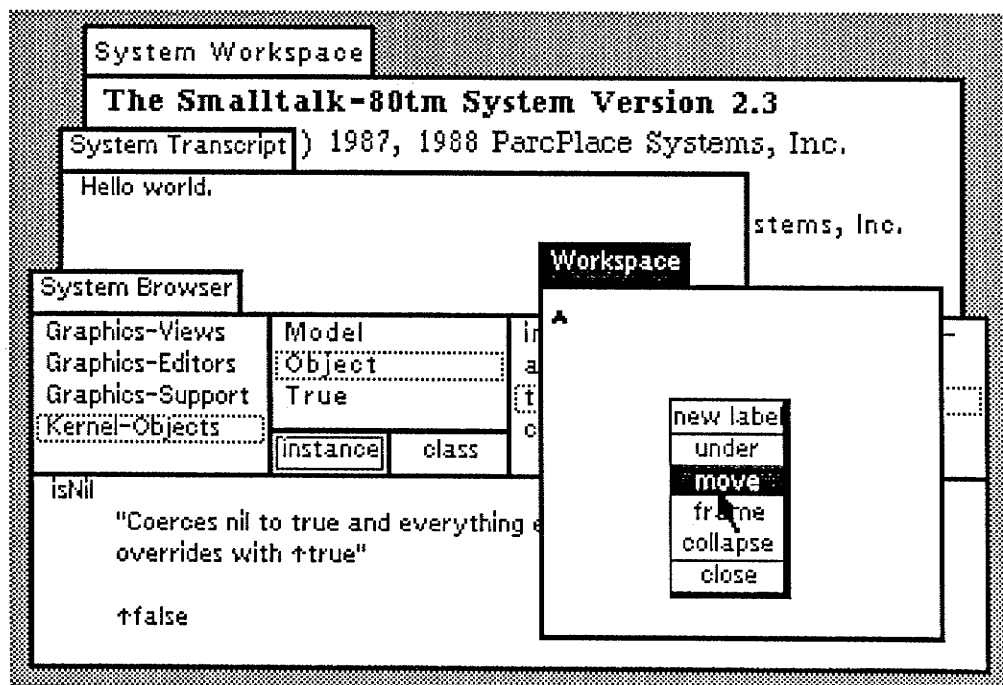 System Workspace
The Smalltalk-80tm System Version 2.3
System Transcript
) 1987, 1988 ParcPlace Systems, Inc.
Hello world.
stems, Inc.
Workspace
System Browser
Graphics-Views
Graphics-Editors
Graphics-Support
Kernel-Objects
Model
Object
True
instance
class
new label
under
move
frame
collapse
close
isNil
"Coerces nil to true and everything
overrides with ↑true"
↑false